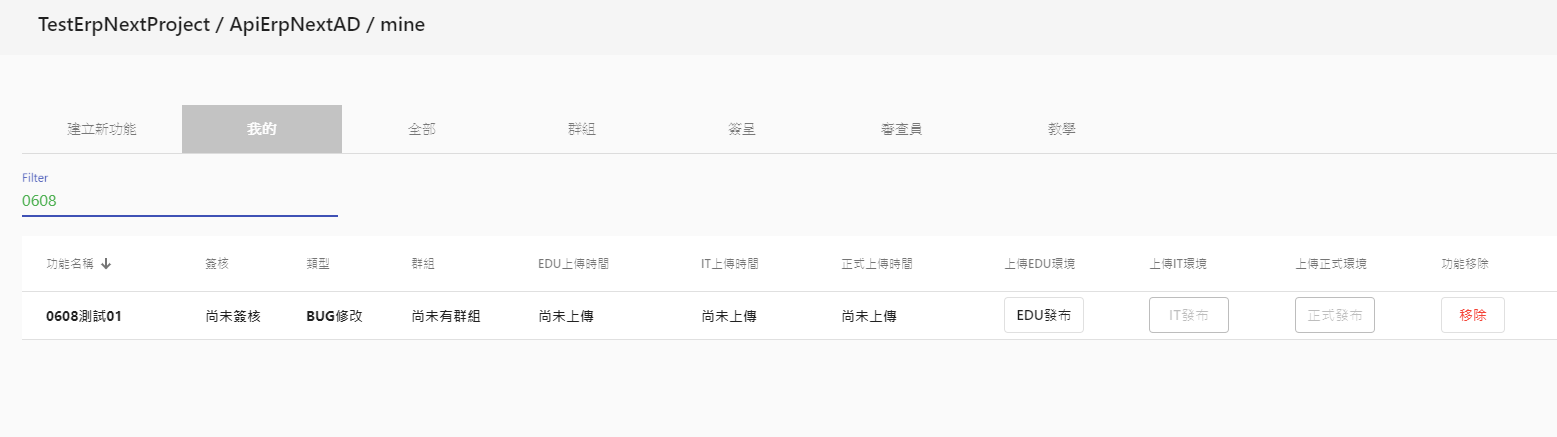 TestErpNextProject / ApiErpNextAD / mine
建立新功能 我的 全部 群組 簽呈 審查員 教學
Filter
0608
功能名稱 簽核 類型 群組 EDU上傳時間 IT上傳時間 正式上傳時間 上傳EDU環境 上傳IT環境 上傳正式環境 功能移除
0608測試01 尚未簽核 BUG修改 尚未有群組 尚未上傳 尚未上傳 尚未上傳 EDU發布 IT發布 正式發布 移除